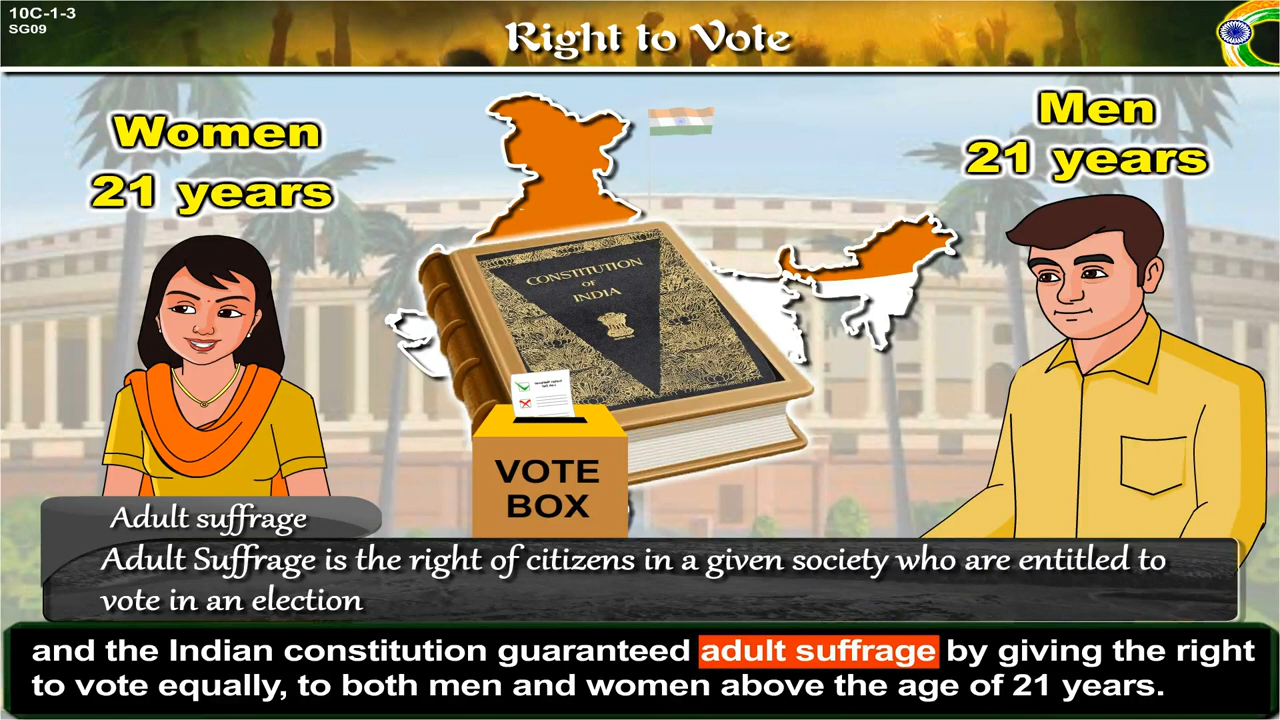 10C-1-3
SG09
Right to Vote
Women
21 years
Men
21 years
CONSTITUTION
OF
INDIA
VOTE
BOX
Adult suffrage
Adult Suffrage is the right of citizens in a given society who are entitled to
vote in an election
and the Indian constitution guaranteed adult suffrage by giving the right
to vote equally, to both men and women above the age of 21 years.